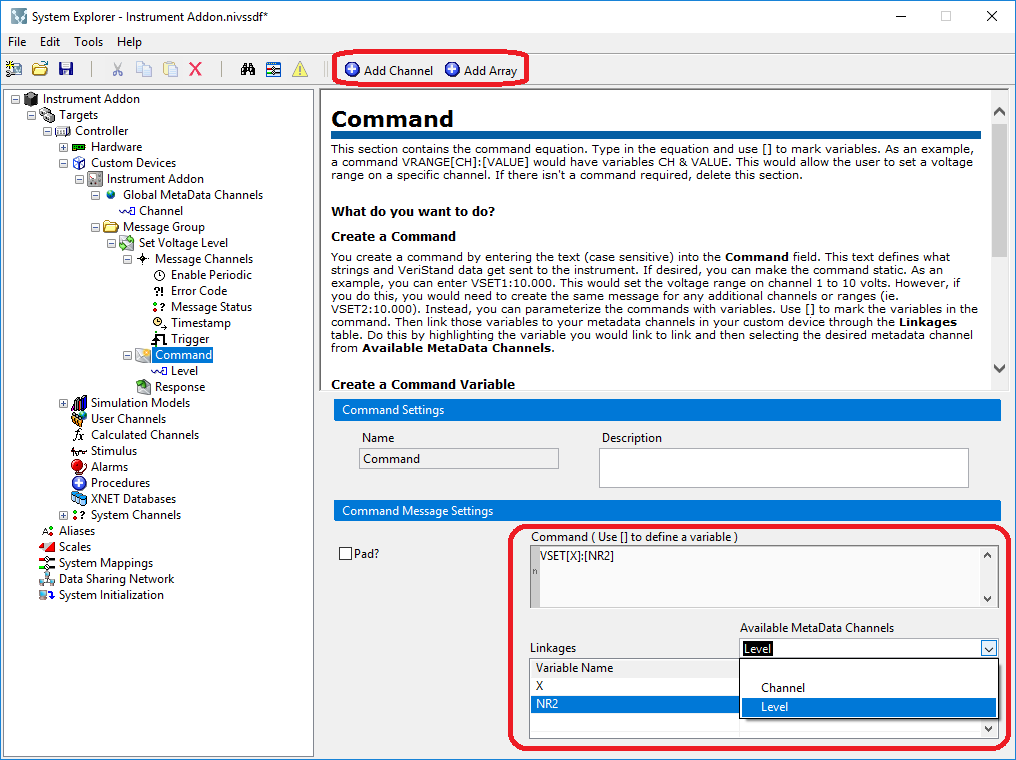 System Explorer - Instrument Addon.nivssdf*
File Edit Tools Help
Add Channel Add Array
Instrument Addon
Targets
Controller
Hardware
Custom Devices
Instrument Addon
Global MetaData Channels
Channel
Message Group
Set Voltage Level
Message Channels
Enable Periodic
Error Code
Message Status
Timestamp
Trigger
Command
Level
Response
Simulation Models
User Channels
Calculated Channels
Stimulus
Alarms
Procedures
XNET Databases
System Channels
Aliases
Scales
System Mappings
Data Sharing Network
System Initialization
Command
This section contains the command equation. Type in the equation and use [] to mark variables. As an example,
a command VRANGE[CH]:[VALUE] would have variables CH & VALUE. This would allow the user to set a voltage
range on a specific channel. If there isn't a command required, delete this section.
What do you want to do?
Create a Command
You create a command by entering the text (case sensitive) into the Command field. This text defines what
strings and VeriStand data get sent to the instrument. If desired, you can make the command static. As an
example, you can enter VSET1:10.000. This would set the voltage range on channel 1 to 10 volts. However, if
you do this, you would need to create the same message for any additional channels or ranges (ie.
VSET2:10.000). Instead, you can parameterize the commands with variables. Use [] to mark the variables in the
command. Then link those variables to your metadata channels in your custom device through the Linkages
table. Do this by highlighting the variable you would link to link and then selecting the desired metadata channel
from Available MetaData Channels.
Create a Command Variable
Command Settings
Name Description
Command
Command Message Settings
Pad?
Command ( Use [] to define a variable )
VSET[X]:[NR2]
n
Available MetaData Channels
Linkages
Level
Variable Name
X
NR2
Channel
Level